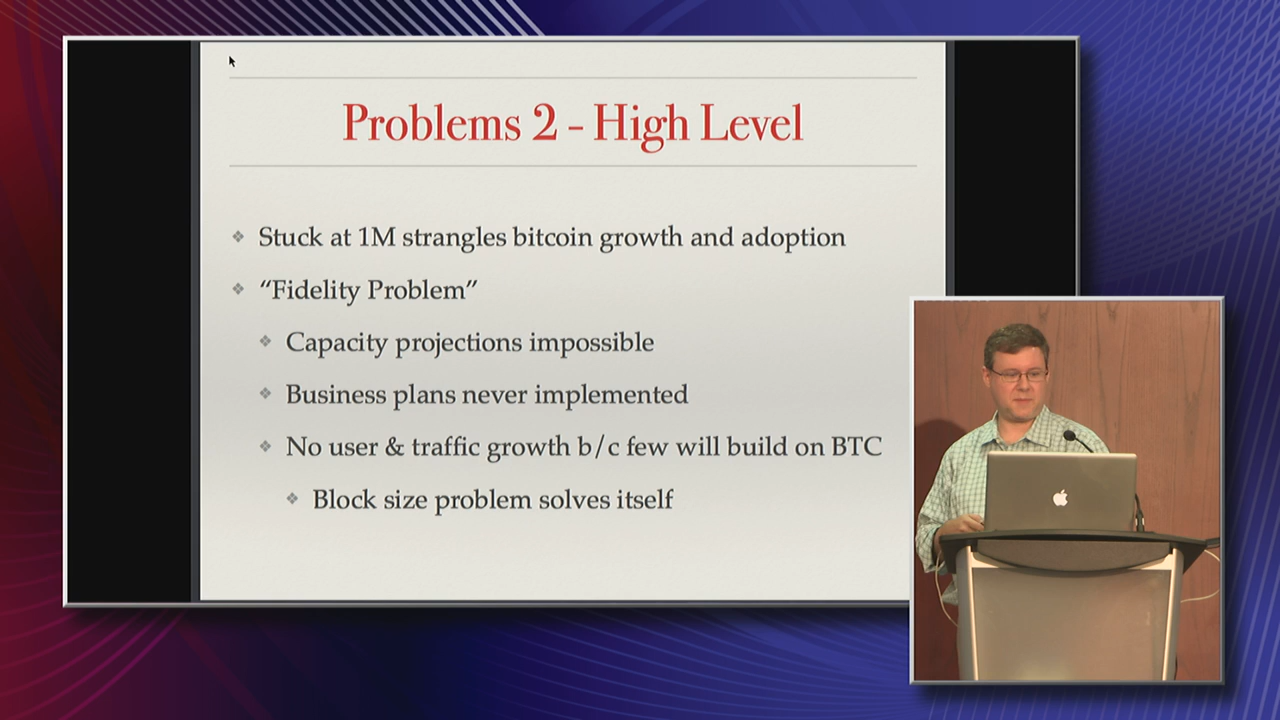 Problems 2 - High Level
Stuck at 1M strangles bitcoin growth and adoption
“Fidelity Problem”
Capacity projections impossible
Business plans never implemented
No user & traffic growth b/c few will build on BTC
Block size problem solves itself